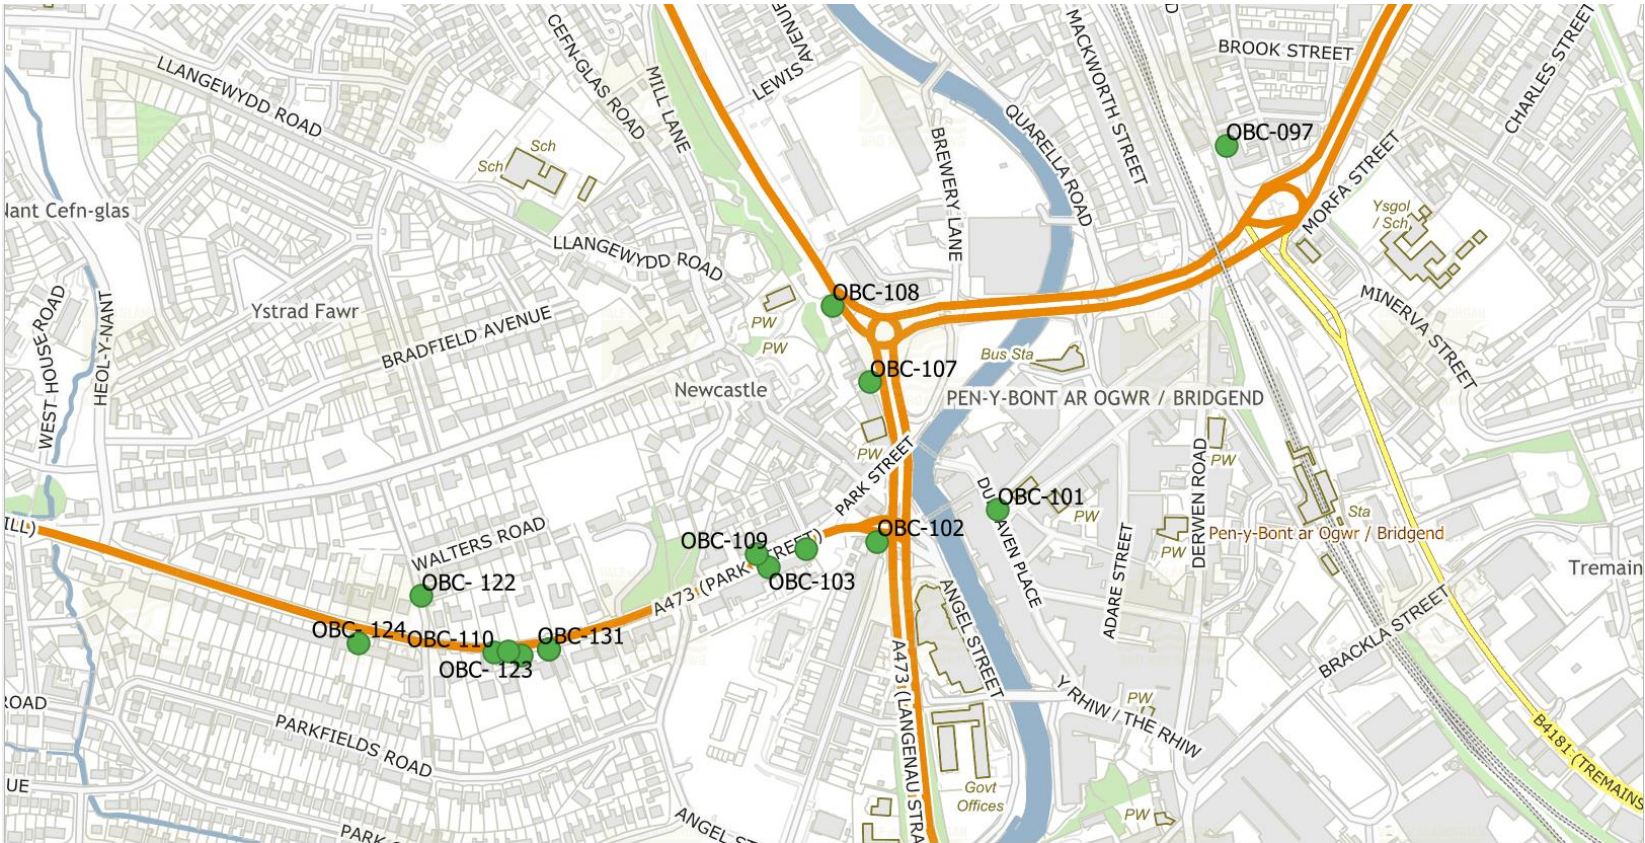 BROOK STREET
CHARLES STREET
LLANGEWYDD ROAD
CEFN-GLAS ROAD
MILL LANE
LEWIS AVENUE
MACKWORTH STREET
QUARELLA ROAD
BREWERY LANE
OBC-097
MORFA STREET
Sch
Sch
Ysgol
/ Sch
Nant Cefn-glas
LLANGEWYDD ROAD
WEST HOUSE ROAD
HEOL-Y-NANT
Ystrad Fawr
BRADFIELD AVENUE
OBC-108
PW
PW
MINERVA STREET
Bus Sta
OBC-107
Newcastle
PEN-Y-BONT AR OGWR / BRIDGEND
PW
PARK STREET
PW
DERWEN ROAD
OBC-101
AVEN PLACE
PW
Sta
PW
Pen-y-Bont ar Ogwr / Bridgend
OBC-102
ILL)
WALTERS ROAD
OBC-109
OBC-103
A473 (PARK STREET)
Tremain
OBC- 122
ADARE STREET
ANGEL STREET
BRACKLA STREET
OBC- 124
OBC-110
OBC-131
OBC- 123
A473 (LANGENAU STRA
Y RHIW / THE RHIW
PW
ROAD
PARKFIELDS ROAD
B4181 (TREMAINS
UE
Govt
Offices
PW
PARK
ANGEL ST